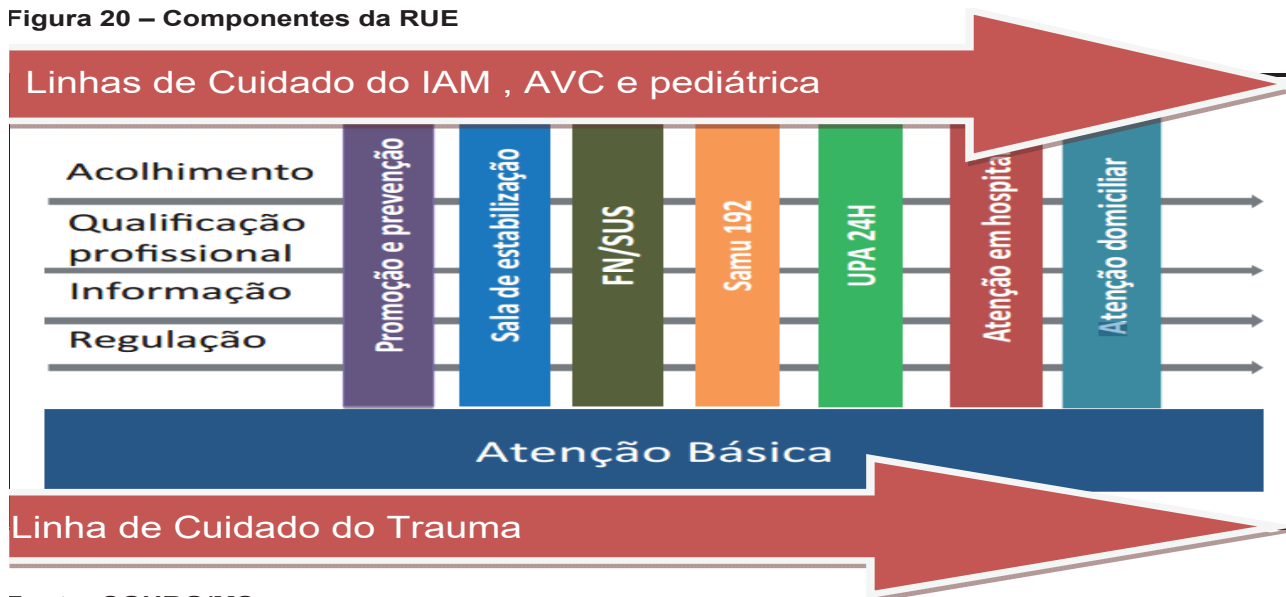 Figura 20 – Componentes da RUE
Linhas de Cuidado do IAM , AVC e pediátrica
Acolhimento
Qualificação
profissional
Informação
Regulação
Promoção e prevenção
Sala de estabilização
FN/SUS
Samu 192
UPA 24H
Atenção em hospita
Atenção domiciliar
Atenção Básica
Linha de Cuidado do Trauma